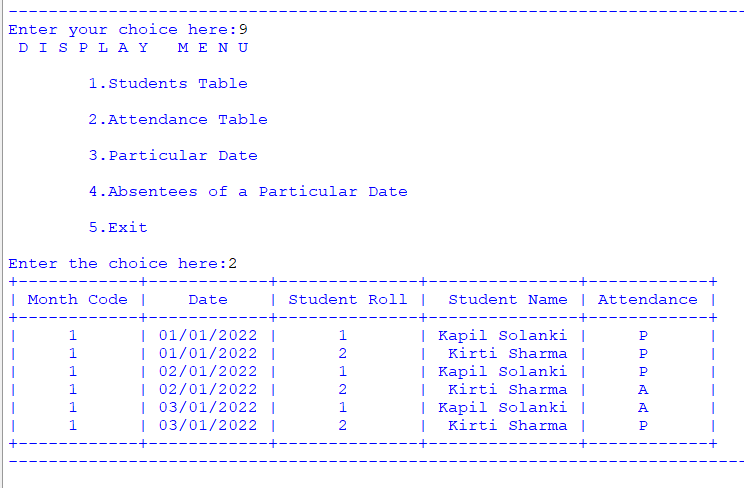 --------------------------------------------------------------------------
Enter your choice here:9
D I S P L A Y   M E N U
1.Students Table
2.Attendance Table
3.Particular Date
4.Absentees of a Particular Date
5.Exit
Enter the choice here:2
+------------+------------+--------------+---------------+------------+
| Month Code |    Date    | Student Roll |  Student Name | Attendance |
+------------+------------+--------------+---------------+------------+
|     1      | 01/01/2022 |      1       | Kapil Solanki |     P      |
|     1      | 01/01/2022 |      2       |  Kirti Sharma |     P      |
|     1      | 02/01/2022 |      1       | Kapil Solanki |     P      |
|     1      | 02/01/2022 |      2       |  Kirti Sharma |     A      |
|     1      | 03/01/2022 |      1       | Kapil Solanki |     A      |
|     1      | 03/01/2022 |      2       |  Kirti Sharma |     P      |
+------------+------------+--------------+---------------+------------+
--------------------------------------------------------------------------